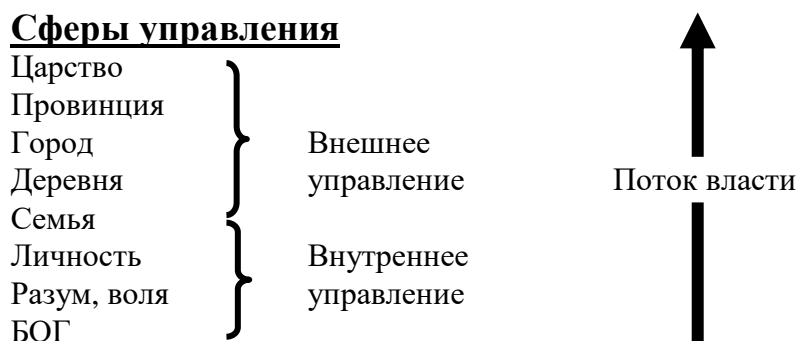 Сферы управления
Царство
Провинция
Город
Деревня
Семья
Личность
Разум, воля
БОГ
Внешнее
управление
Внутреннее
управление
Поток власти